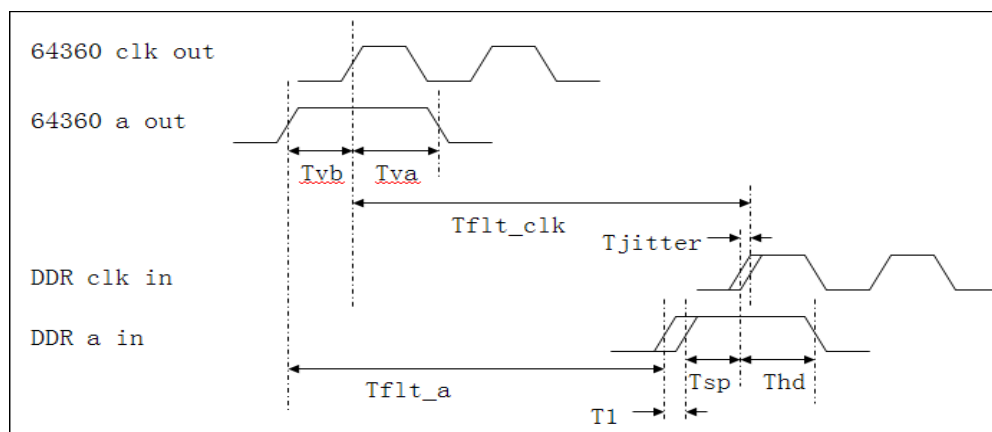 64360 clk out
64360 a out
Tvb Tva
Tflt_clk
Tjitter
DDR clk in
DDR a in
Tsp Thd
Tflt_a
T1